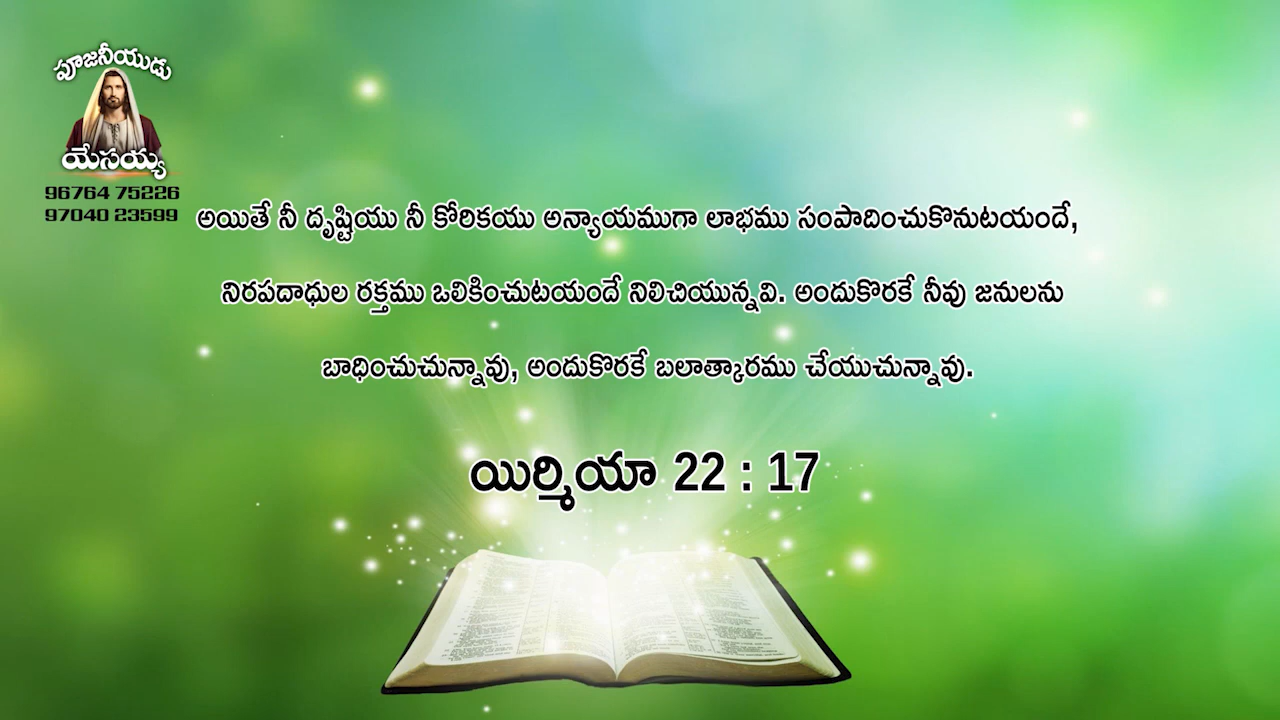 పూజనీయుడు
యేసయ్య
96764 75226
97040 23599
అయితే నీ దృష్టియు నీ కోరికయు అన్యాయముగా లాభము సంపాదించుకొనుటయందే,
నిరపదాధుల రక్తము ఒలికించుటయందే నిలిచియున్నవి. అందుకొరకే నీవు జనులను
బాధించుచున్నావు, అందుకొరకే బలాత్కారము చేయుచున్నావు.
యిర్మియా 22 : 17